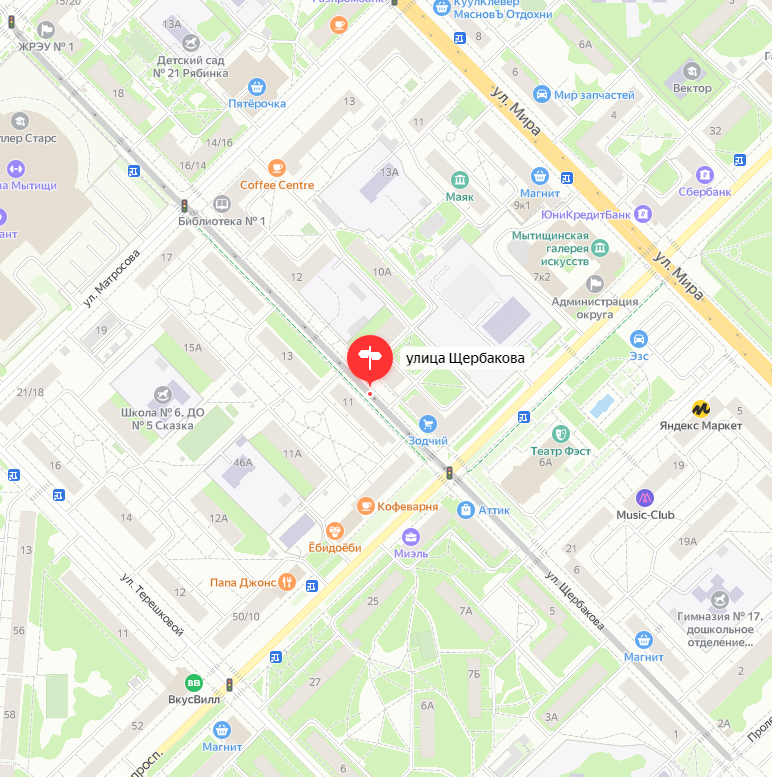 Газпромбанк
КуулКлевер
МясновЪ Отдохни
ЖРЭУ № 1
6А
Детский сад
№ 21 Рябинка
6
Вектор
18
Пятёрочка
13
ул. Мира
Мир запчастей
11
4
32
14/16
16/14
Coffee Centre
13А
Маяк
Магнит
Сбербанк
9к1
ЮниКредитБанк
Библиотека № 1
Мытищинская
галерея
искусств
17
ул. Матросова
12
10А
7к2
ул. Мира
Администрация
округа
19
15А
13
улица Щербакова
Эзс
21/18
Школа № 6, ДО
№ 5 Сказка
11
Зодчий
Яндекс Маркет
5
Театр Фэст
6А
11А
46А
16
19
14
12А
Кофеварня
Аттик
Music-Club
Ёбидоёби
Миэль
19А
21
6
13
Папа Джонс
12
ул. Терешковой
50/10
25
7А
5
ул. Щербакова
Гимназия № 17,
дошкольное
отделение...
56
11
Магнит
7Б
27
ВкусВилл
52
58
6А
2
2А
Магнит
просп.
Проле